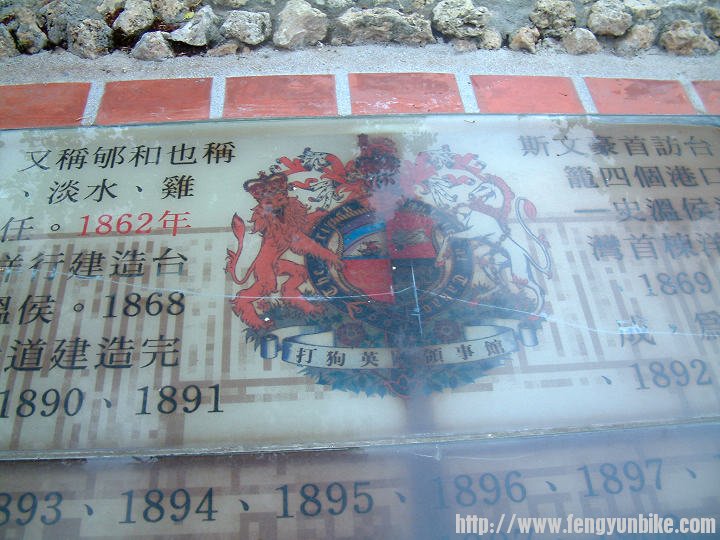 又稱郇和也稱
、淡水、雞
任。1862年
洋行建造台
溫侯。1868
道建造完
1890、1891
打狗英國領事館
斯文豪首訪台
籠四個港口
一史溫侯
灣首棟洋
、1869
成，為
、1892
1893、1894、1895、1896、1897、
http://www.fengyunbike.com